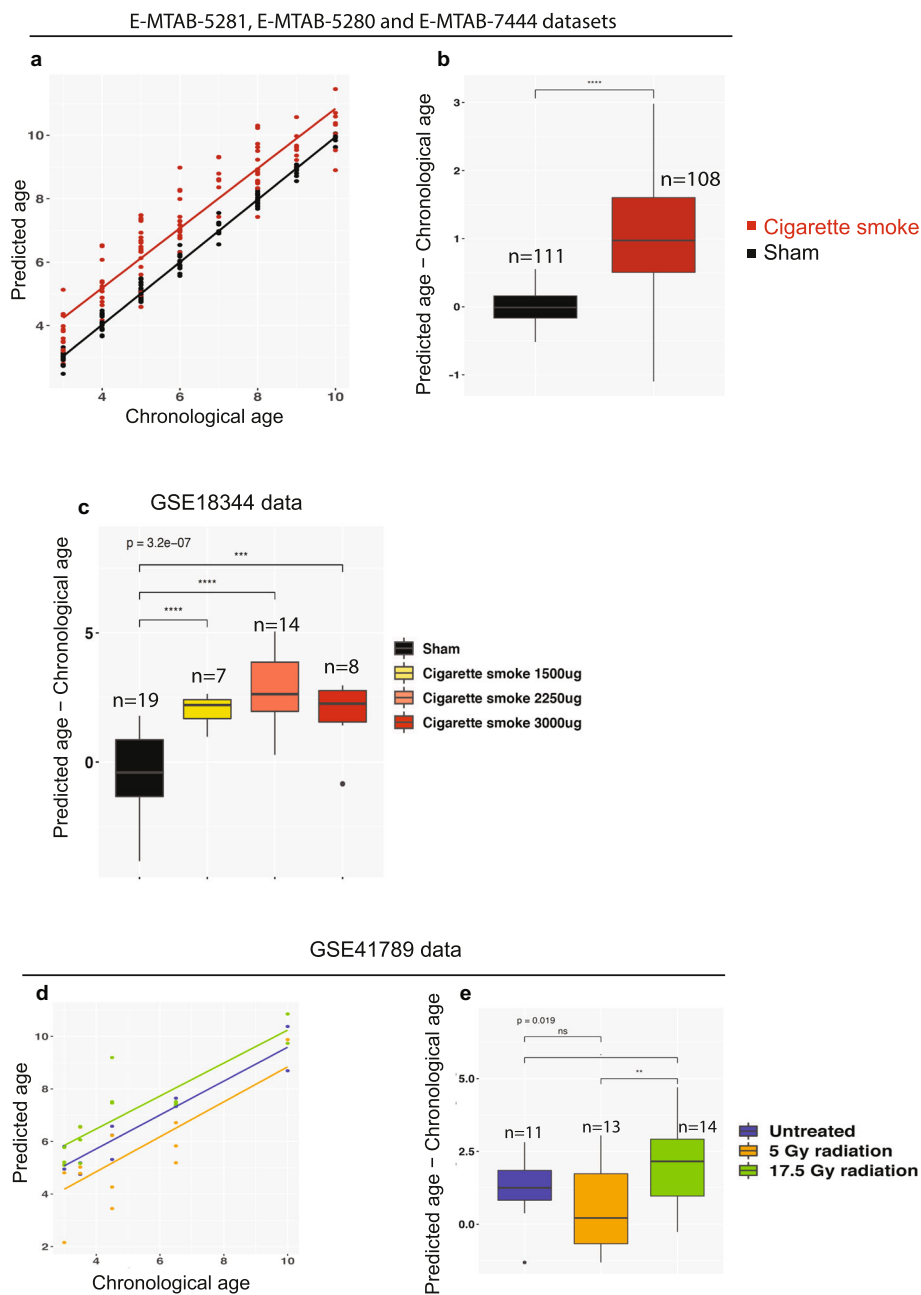 E-MTAB-5281, E-MTAB-5280 and E-MTAB-7444 datasets
a
10
8
6
4
Predicted age
4
6
8
10
Chronological age
b
3
2
1
0
-1
Predicted age − Chronological age
****
n=111
n=108
Cigarette smoke
Sham
GSE18344 data
c
p = 3.2e−07
***
****
****
5
0
Predicted age − Chronological age
n=19
n=7
n=14
n=8
Sham
Cigarette smoke 1500ug
Cigarette smoke 2250ug
Cigarette smoke 3000ug
GSE41789 data
d
10
8
6
4
2
Predicted age
4
6
8
10
Chronological age
e
p = 0.019
ns
**
5.0
2.5
0.0
Predicted age − Chronological age
n=11
n=13
n=14
Untreated
5 Gy radiation
17.5 Gy radiation